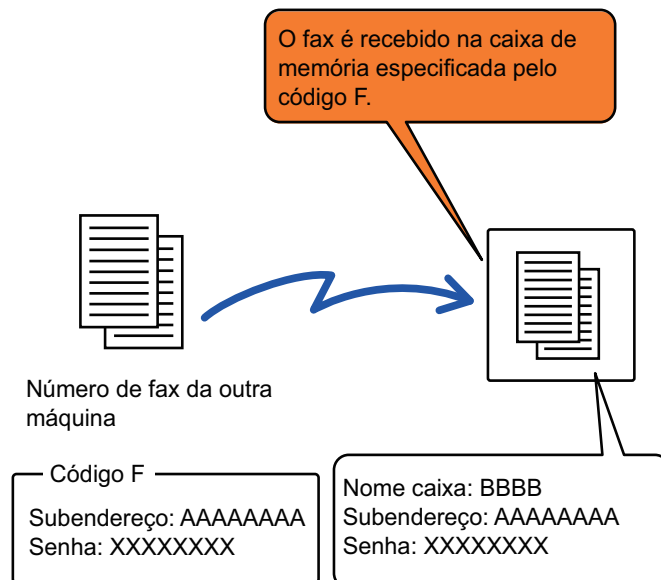 O fax é recebido na caixa de
memória especificada pelo
código F.
Número de fax da outra
máquina
Código F
Subendereço: AAAAAAAA
Senha: XXXXXXXX
Nome caixa: BBBB
Subendereço: AAAAAAAA
Senha: XXXXXXXX